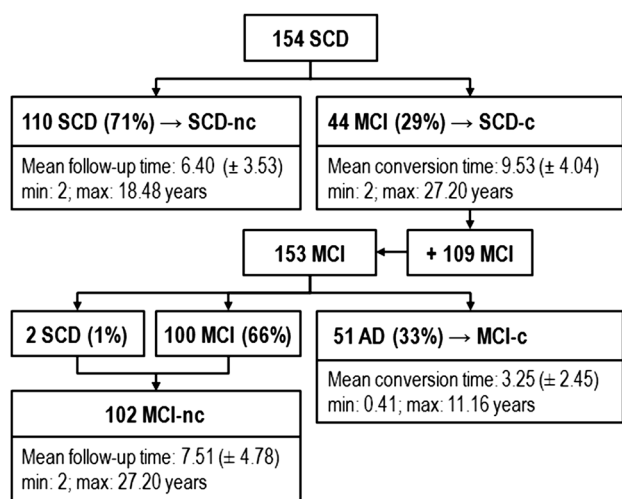 154 SCD
110 SCD (71%) → SCD-nc
Mean follow-up time: 6.40 (± 3.53)
min: 2; max: 18.48 years
44 MCI (29%) → SCD-c
Mean conversion time: 9.53 (± 4.04)
min: 2; max: 27.20 years
153 MCI
+ 109 MCI
2 SCD (1%)
100 MCI (66%)
51 AD (33%) → MCI-c
Mean conversion time: 3.25 (± 2.45)
min: 0.41; max: 11.16 years
102 MCI-nc
Mean follow-up time: 7.51 (± 4.78)
min: 2; max: 27.20 years